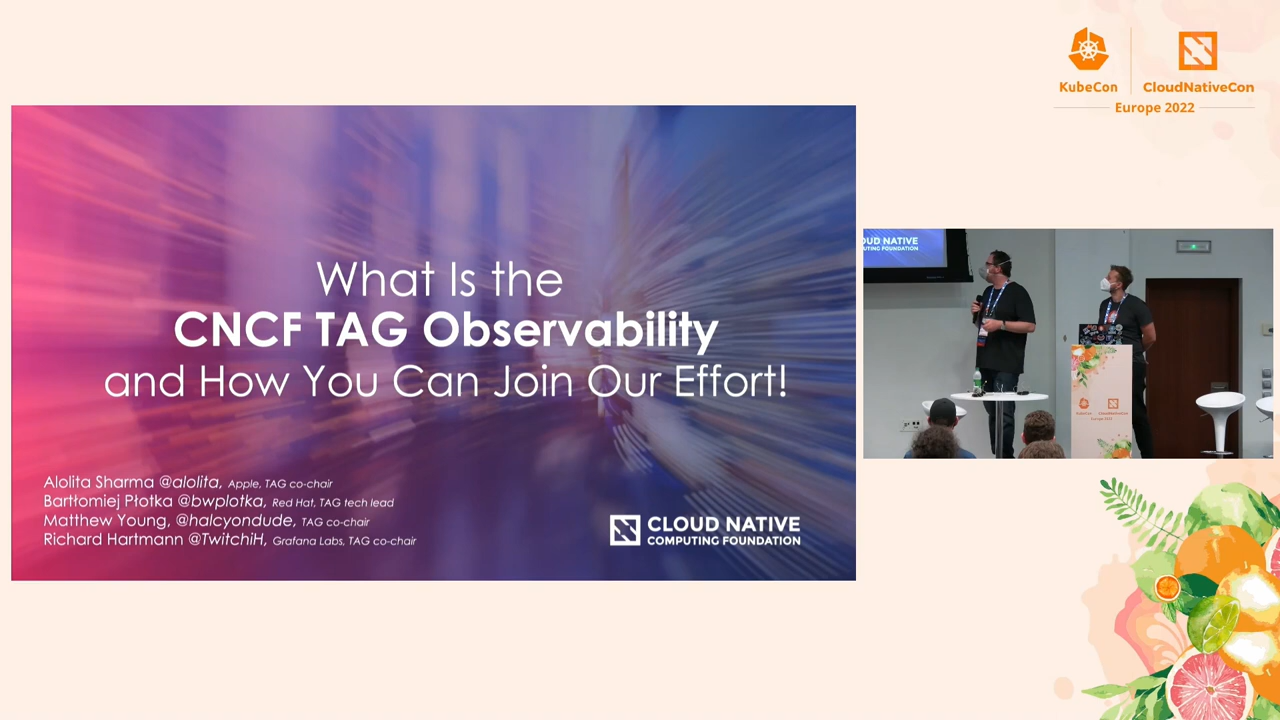 KubeCon
CloudNativeCon
Europe 2022
What Is the
CNCF TAG Observability
and How You Can Join Our Effort!
Alolita Sharma @alolita, Apple, TAG co-chair
Bartłomiej Płotka @bwplotka, Red Hat, TAG tech lead
Matthew Young, @halcyondude, TAG co-chair
Richard Hartmann @TwitchiH, Grafana Labs, TAG co-chair
CLOUD NATIVE
COMPUTING FOUNDATION
OUD NATIVE
UTING FOUNDATION